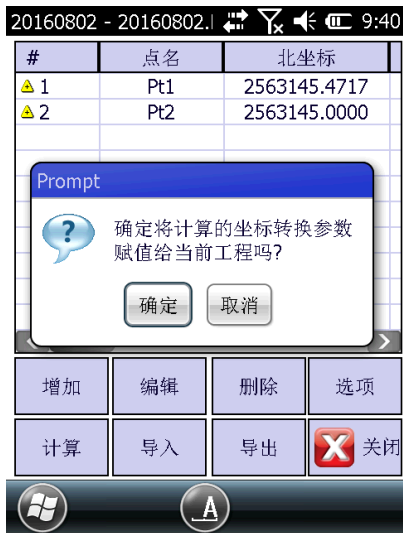 20160802 - 20160802.l 9:40
# 点名 北坐标
1 Pt1 2563145.4717
2 Pt2 2563145.0000
Prompt
确定将计算的坐标转换参数
赋值给当前工程吗?
确定 取消
增加 编辑 删除 选项
计算 导入 导出 关闭
A